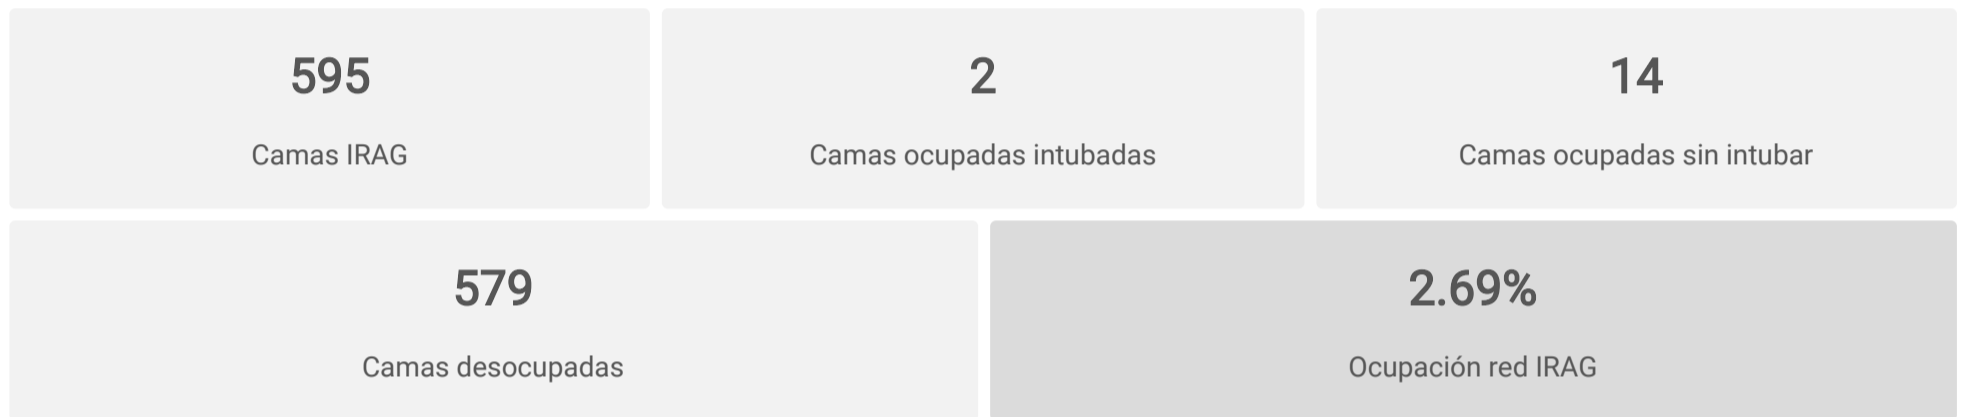 595
Camas IRAG
2
Camas ocupadas intubadas
14
Camas ocupadas sin intubar
579
Camas desocupadas
2.69%
Ocupación red IRAG